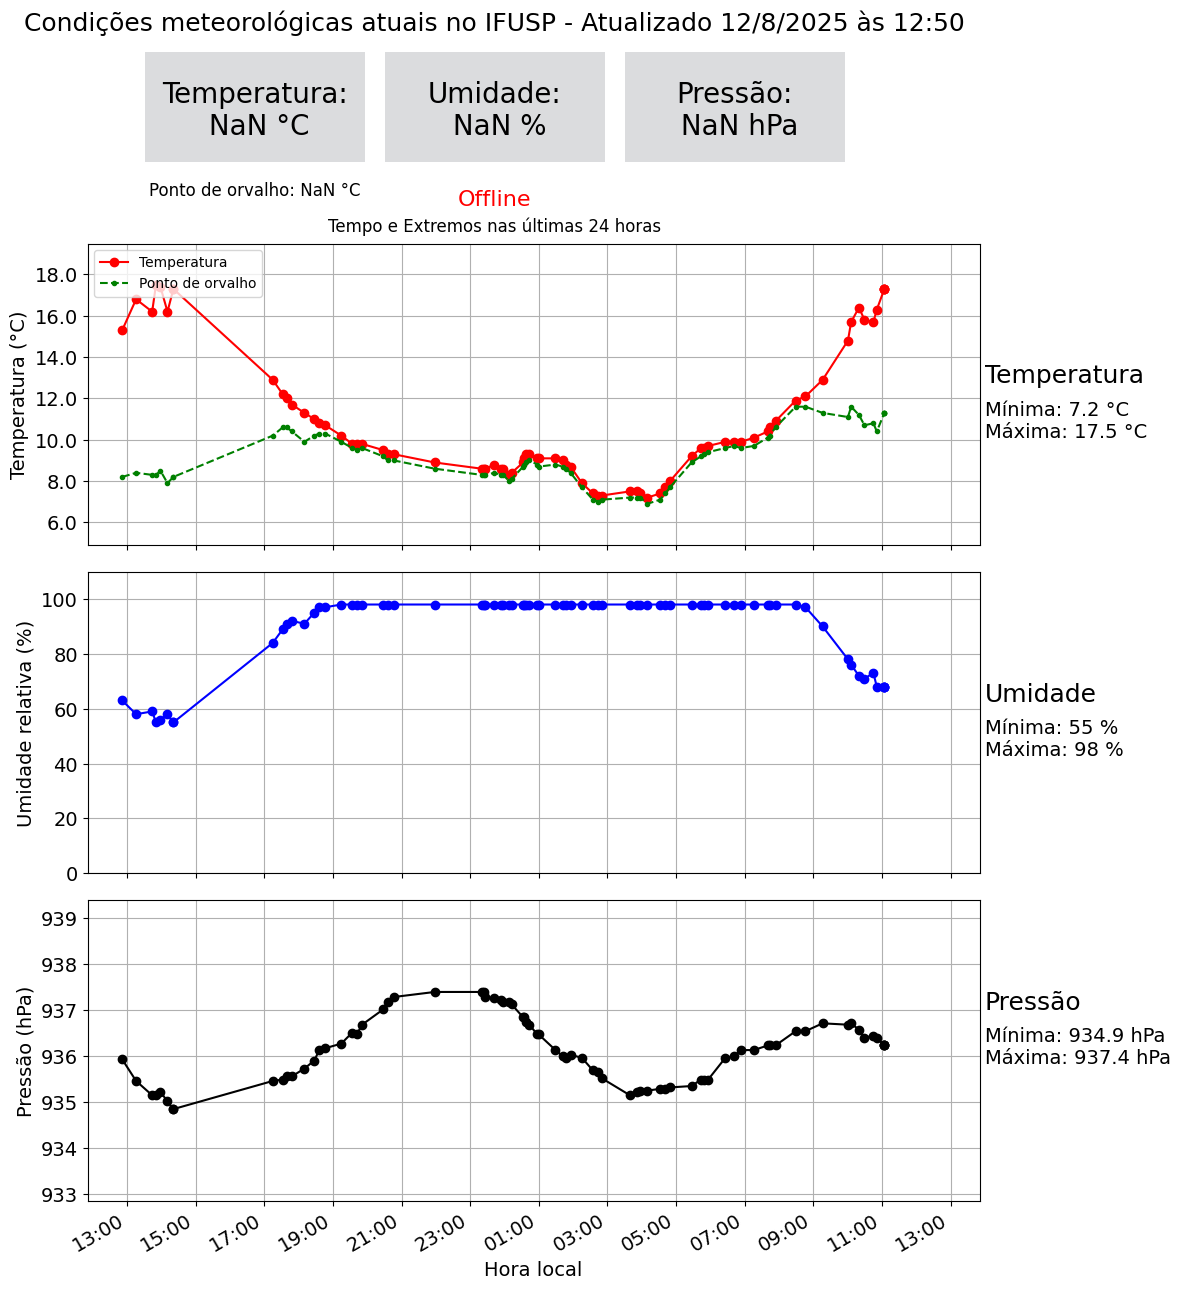 Condições meteorológicas atuais no IFUSP - Atualizado 12/8/2025 às 12:50
Temperatura:
NaN °C
Umidade:
NaN %
Pressão:
NaN hPa
Ponto de orvalho: NaN °C
Offline
Tempo e Extremos nas últimas 24 horas
Temperatura
Ponto de orvalho
Temperatura (°C)
18.0
16.0
14.0
12.0
10.0
8.0
6.0
Temperatura
Mínima: 7.2 °C
Máxima: 17.5 °C
Umidade relativa (%)
100
80
60
40
20
0
Umidade
Mínima: 55 %
Máxima: 98 %
Pressão (hPa)
939
938
937
936
935
934
933
Pressão
Mínima: 934.9 hPa
Máxima: 937.4 hPa
13:00
15:00
17:00
19:00
21:00
23:00
01:00
03:00
05:00
07:00
09:00
11:00
13:00
Hora local